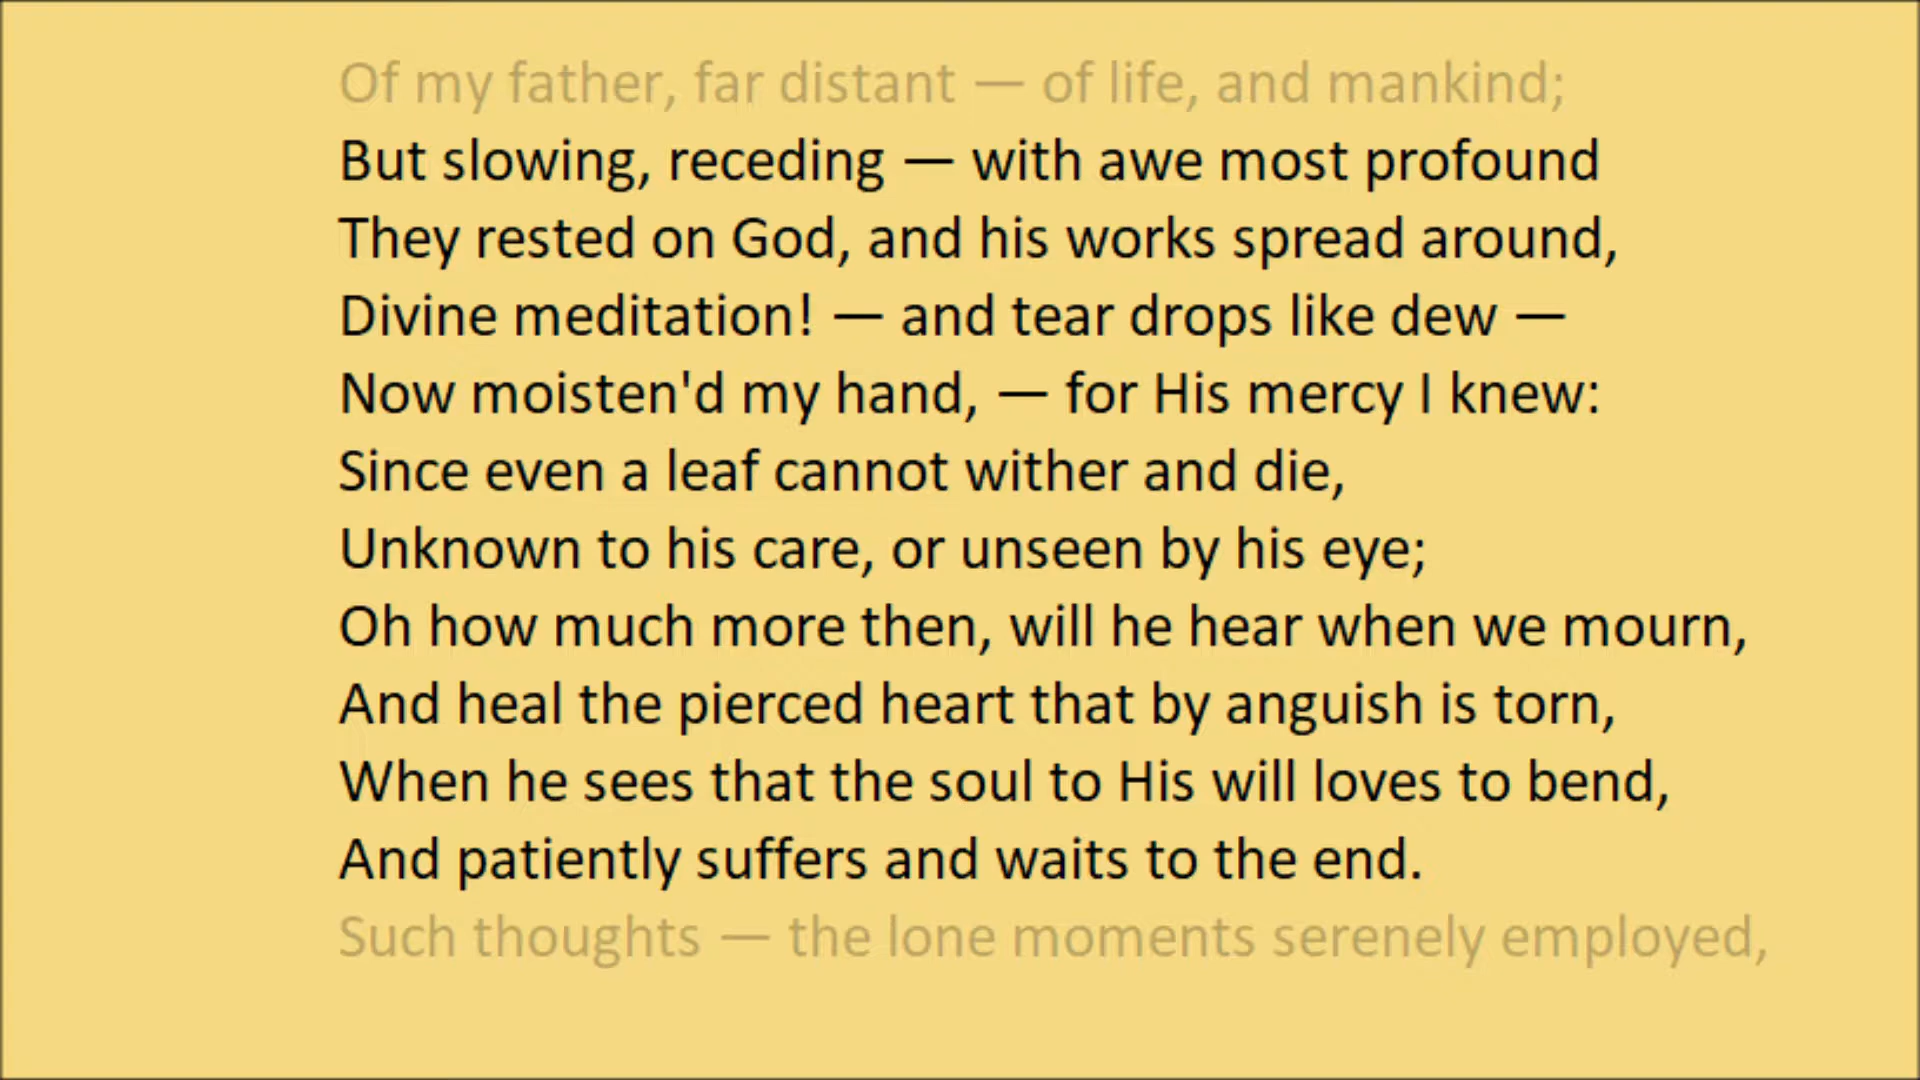 Of my father, far distant — of life, and mankind;
But slowing, receding — with awe most profound
They rested on God, and his works spread around,
Divine meditation! — and tear drops like dew —
Now moisten'd my hand, — for His mercy I knew:
Since even a leaf cannot wither and die,
Unknown to his care, or unseen by his eye;
Oh how much more then, will he hear when we mourn,
And heal the pierced heart that by anguish is torn,
When he sees that the soul to His will loves to bend,
And patiently suffers and waits to the end.
Such thoughts — the lone moments serenely employed,